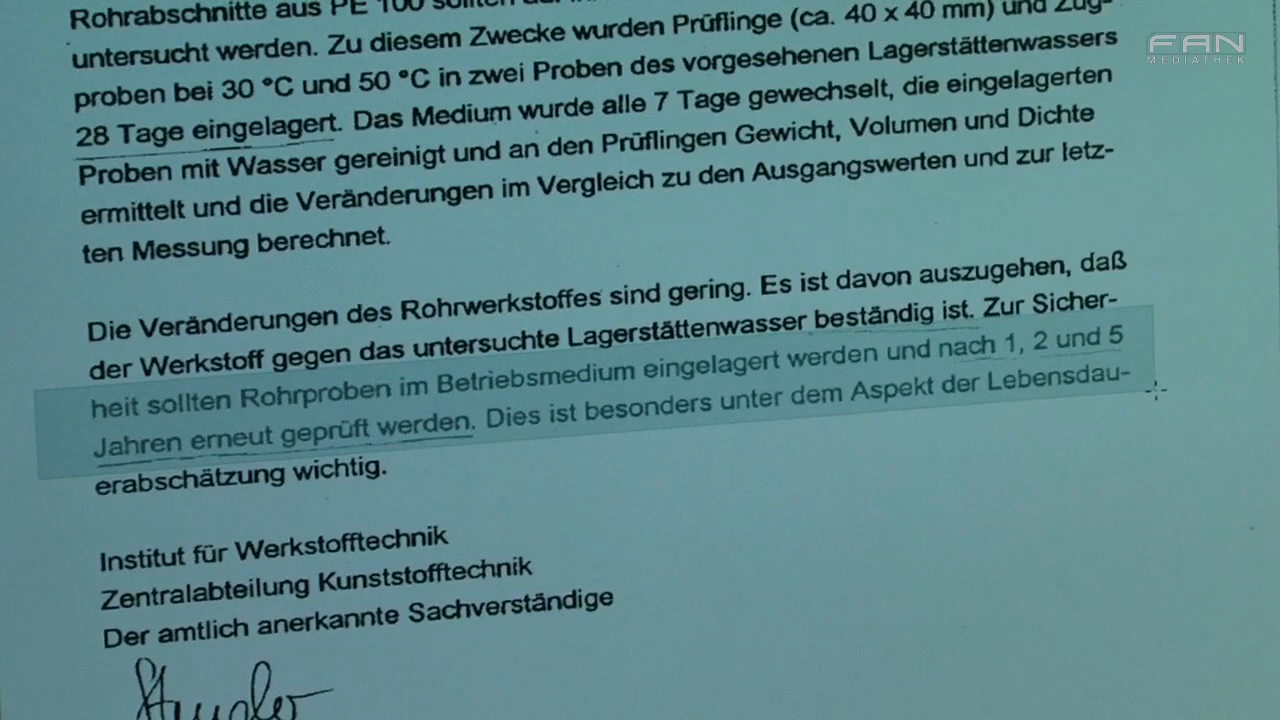 Rohrabschnitte aus PE 100 sollten
untersucht werden. Zu diesem Zwecke wurden Prüflinge (ca. 40 x 40 mm) und Zug-
proben bei 30 °C und 50 °C in zwei Proben des vorgesehenen Lagerstättenwassers
28 Tage eingelagert. Das Medium wurde alle 7 Tage gewechselt, die eingelagerten
Proben mit Wasser gereinigt und an den Prüflingen Gewicht, Volumen und Dichte
ermittelt und die Veränderungen im Vergleich zu den Ausgangswerten und zur letz-
ten Messung berechnet.
Die Veränderungen des Rohrwerkstoffes sind gering. Es ist davon auszugehen, daß
der Werkstoff gegen das untersuchte Lagerstättenwasser beständig ist. Zur Sicher-
heit sollten Rohrproben im Betriebsmedium eingelagert werden und nach 1, 2 und 5
Jahren erneut geprüft werden. Dies ist besonders unter dem Aspekt der Lebensdau-
erabschätzung wichtig.
Institut für Werkstofftechnik
Zentralabteilung Kunststofftechnik
Der amtlich anerkannte Sachverständige
FAN
MEDIATHEK